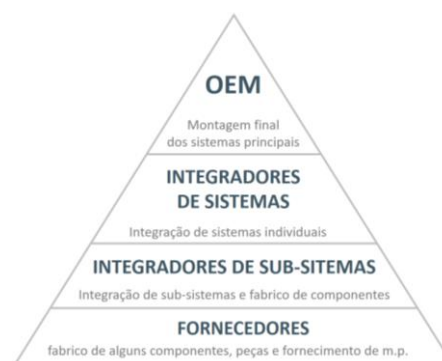 OEM
Montagem final
dos sistemas principais
INTEGRADORES
DE SISTEMAS
Integração de sistemas individuais
INTEGRADORES DE SUB-SITEMAS
Integração de sub-sistemas e fabrico de componentes
FORNECEDORES
fabrico de alguns componentes, peças e fornecimento de m.p.